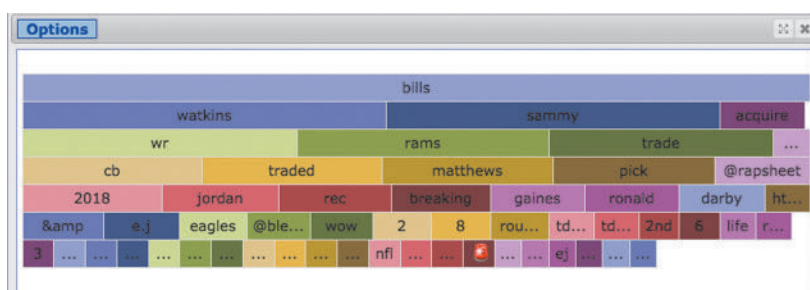 Options
bills
watkins sammy acquire
wr rams trade ...
cb traded matthews pick @rapsheet
2018 jordan rec breaking gaines ronald darby ht...
&amp e.j eagles @ble... wow 2 8 rou... td... td... 2nd 6 life r...
3 ... ... ... ... ... ... ... ... ... ... nfl ... ... 🚨 ... ... ej ... ... ...